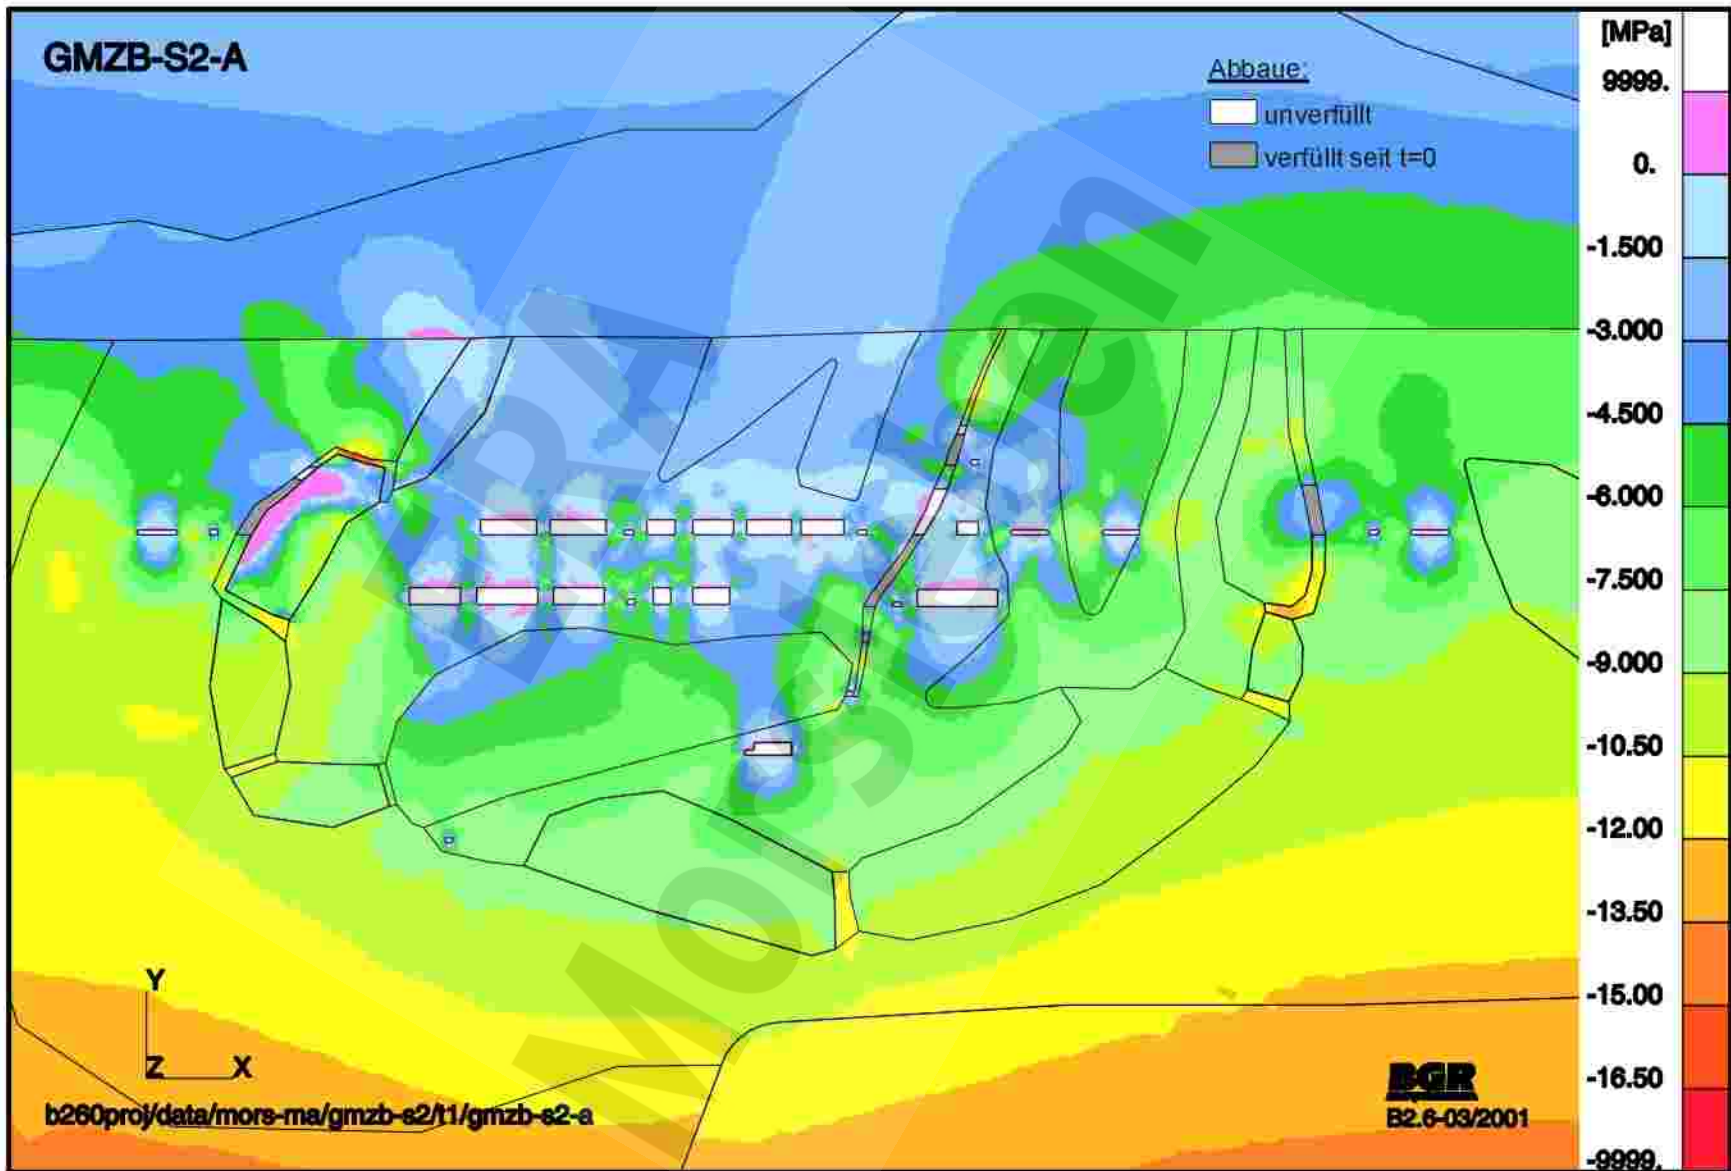 GMZB-S2-A
Abbaue:
unverfüllt
verfüllt seit t=0
[MPa]
9999.
0.
-1.500
-3.000
-4.500
-6.000
-7.500
-9.000
-10.50
-12.00
-13.50
-15.00
-16.50
-9999.
ERA Morsleben
Y
Z X
b260proj/data/mors-ma/gmzb-s2/t1/gmzb-s2-a
BGR
B2.6-03/2001